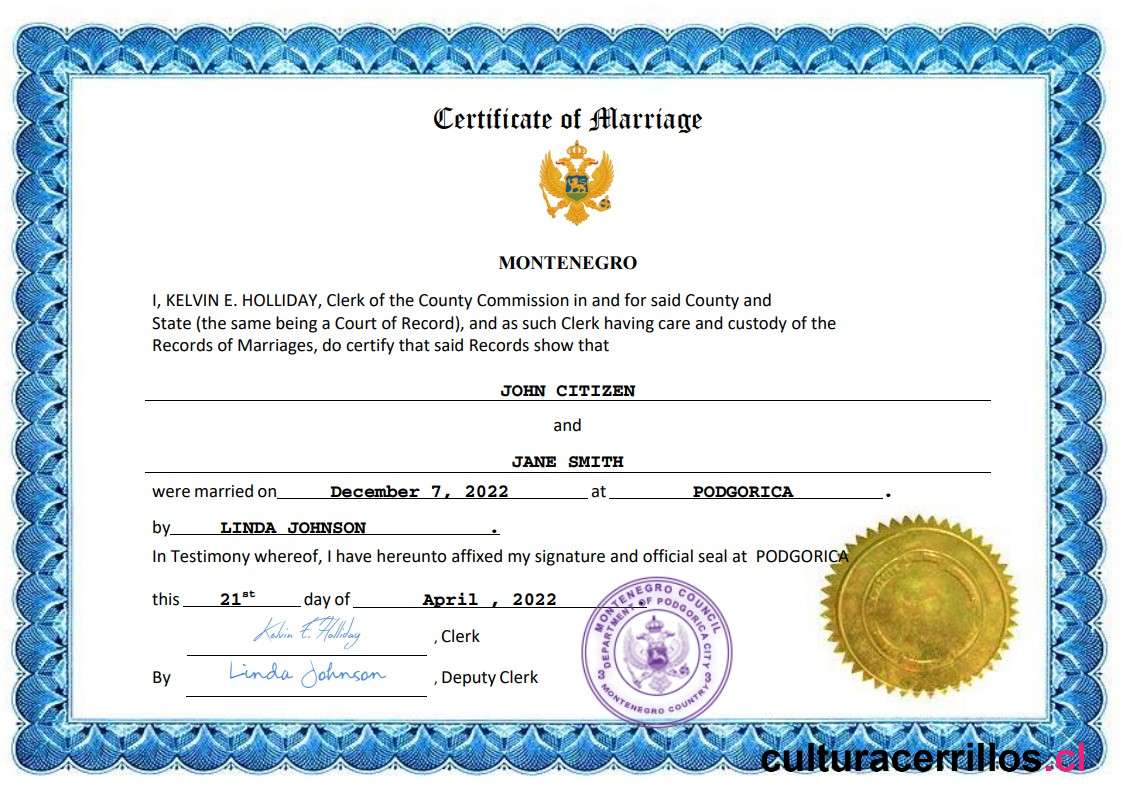 Certificate of Marriage
MONTENEGRO
I, KELVIN E. HOLLIDAY, Clerk of the County Commission in and for said County and
State (the same being a Court of Record), and as such Clerk having care and custody of the
Records of Marriages, do certify that said Records show that
JOHN CITIZEN
and
JANE SMITH
were married on December 7, 2022 at PODGORICA .
by LINDA JOHNSON .
In Testimony whereof, I have hereunto affixed my signature and official seal at PODGORICA
this 21st day of April , 2022 .
Kelvin E. Holliday , Clerk
By Linda Johnson , Deputy Clerk
MONTENEGRO COUNCIL
DEPARTMENT OF PODGORICA CITY
3 3
MONTENEGRO COUNTRY
culturacerrillos.cl